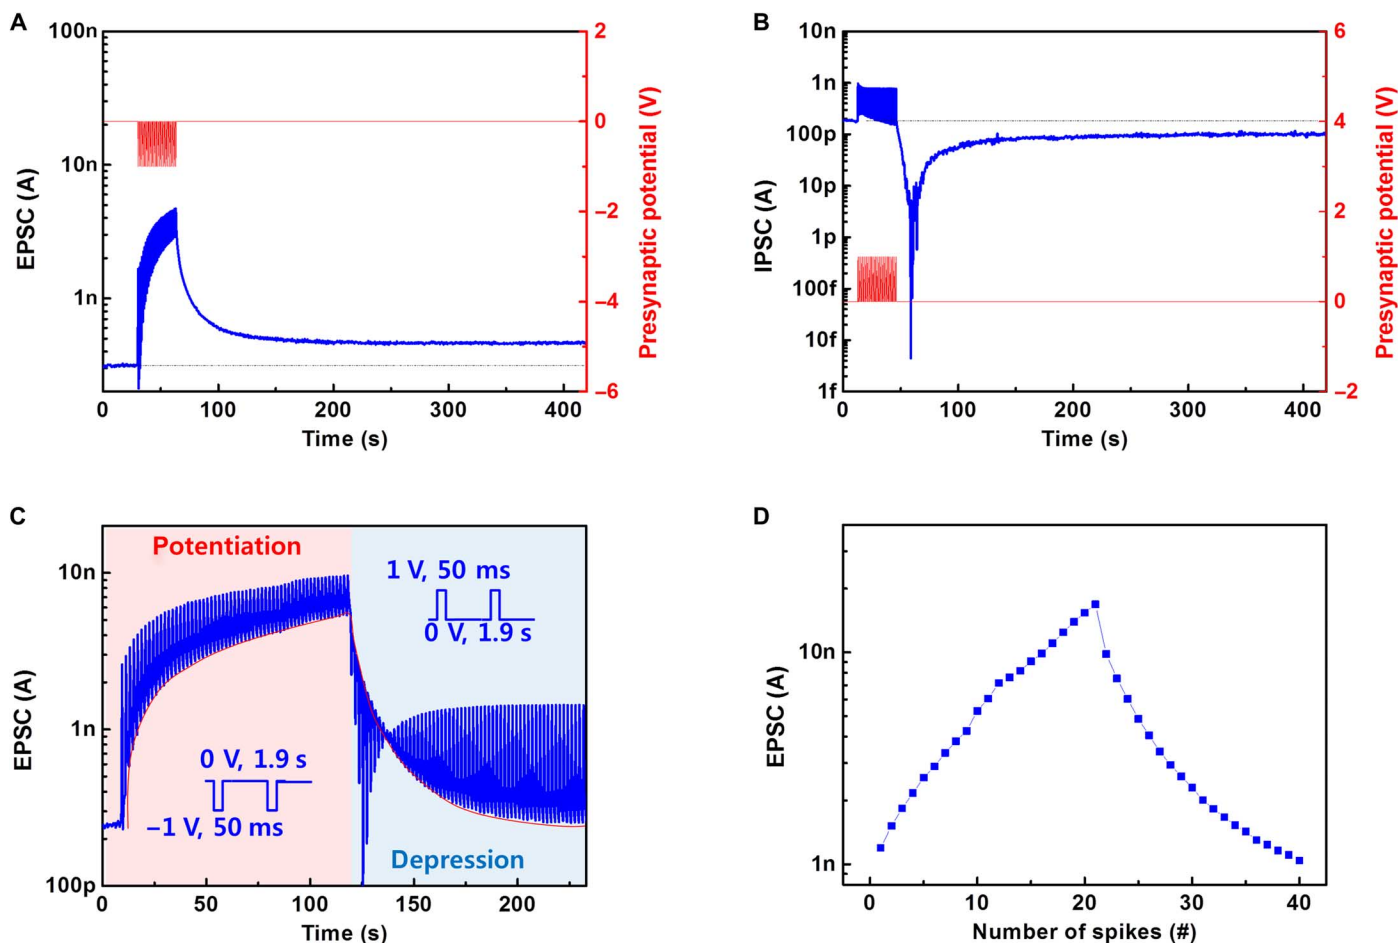 A
100n
10n
1n
EPSC (A)
0
100
200
300
400
Time (s)
2
0
−2
−4
−6
Presynaptic potential (V)
B
10n
1n
100p
10p
1p
100f
10f
1f
IPSC (A)
0
100
200
300
400
Time (s)
6
4
2
0
−2
Presynaptic potential (V)
C
10n
1n
100p
EPSC (A)
Potentiation
1 V, 50 ms
0 V, 1.9 s
0 V, 1.9 s
−1 V, 50 ms
Depression
0
50
100
150
200
Time (s)
D
10n
1n
EPSC (A)
0
10
20
30
40
Number of spikes (#)